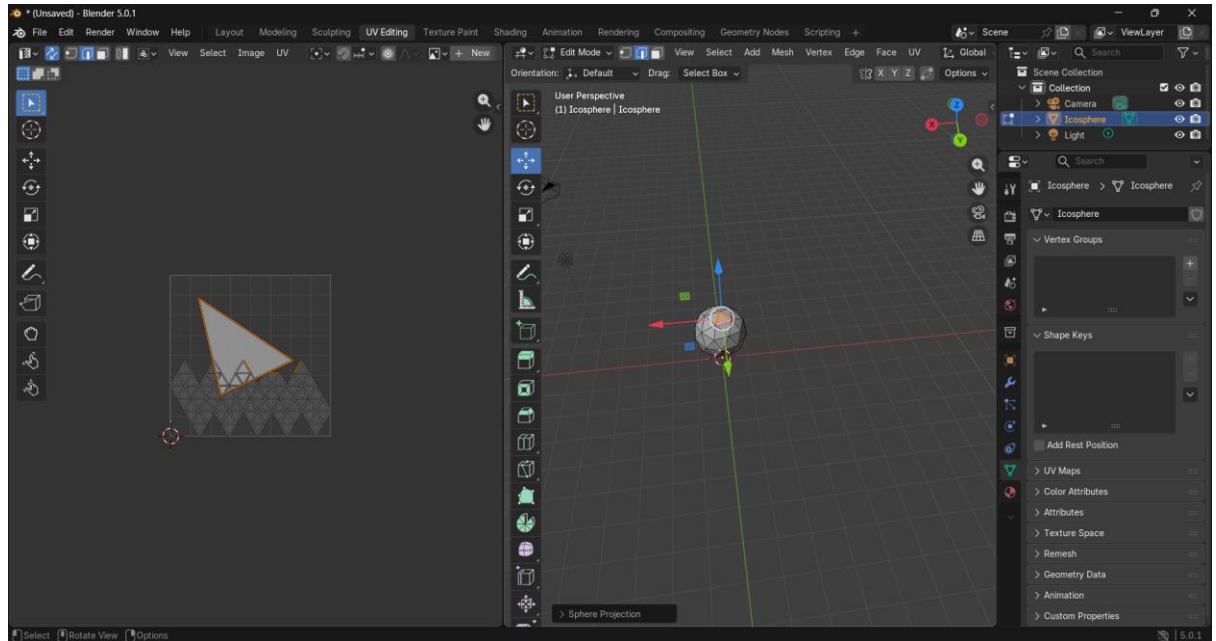 * (Unsaved) - Blender 5.0.1
File Edit Render Window Help Layout Modeling Sculpting UV Editing Texture Paint Shading Animation Rendering Compositing Geometry Nodes Scripting + Scene ViewLayer
View Select Image UV + New Edit Mode View Select Add Mesh Vertex Edge Face UV Global Search
Orientation: Default Drag: Select Box X Y Z Options
Scene Collection
Collection
Camera
Icosphere
Light
User Perspective
(1) Icosphere | Icosphere
Z
X
Y
Search
Icosphere > Icosphere
Icosphere
Vertex Groups
Shape Keys
Add Rest Position
UV Maps
Color Attributes
Attributes
Texture Space
Remesh
Geometry Data
Animation
Custom Properties
> Sphere Projection
Select Rotate View Options 5.0.1